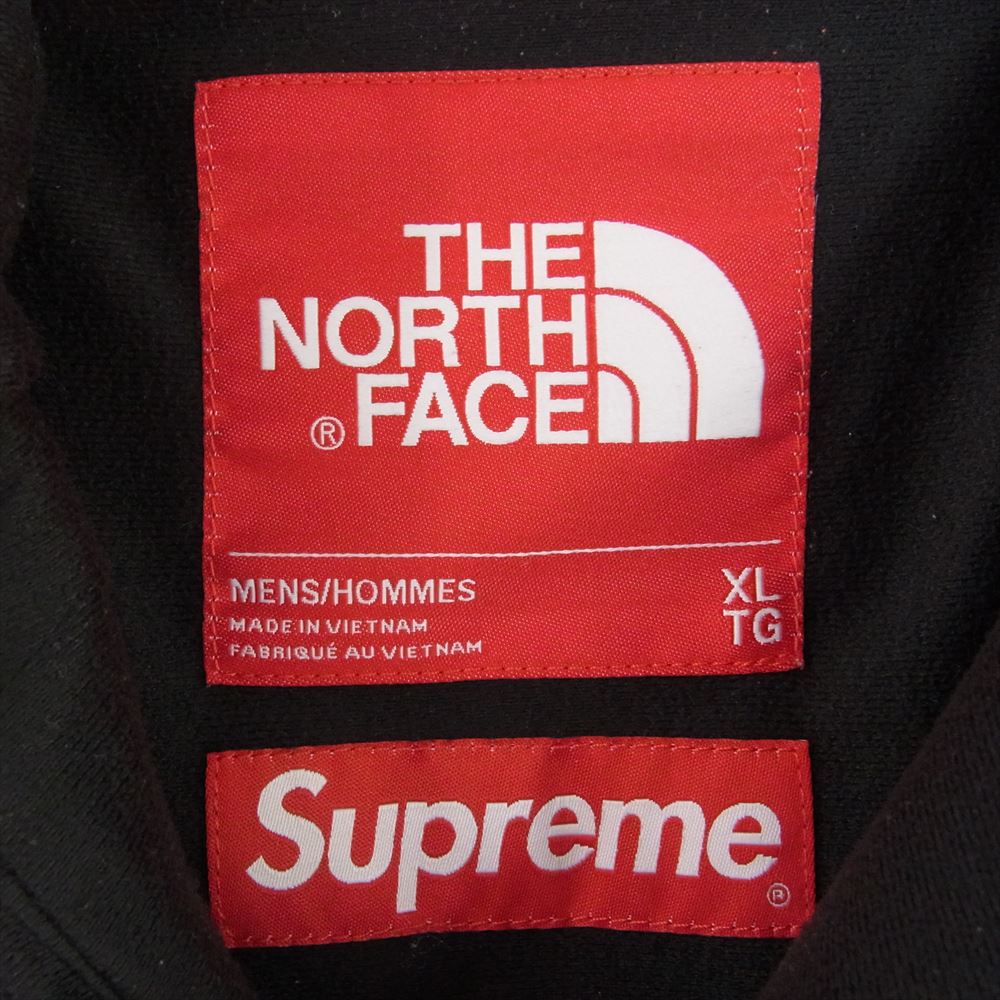 THE
NORTH
® FACE
MENS/HOMMES XL
MADE IN VIETNAM TG
FABRIQUÉ AU VIETNAM
Supreme®